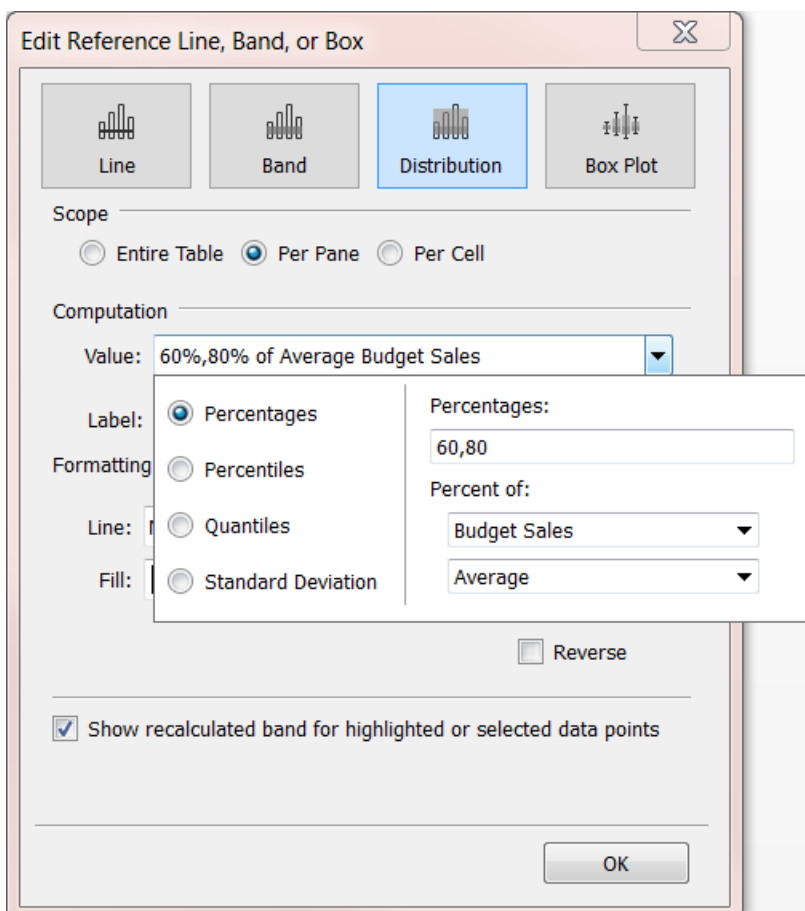 Edit Reference Line, Band, or Box
Line Band Distribution Box Plot
Scope
Entire Table Per Pane Per Cell
Computation
Value: 60%,80% of Average Budget Sales
Label:
Percentages
Percentages:
60,80
Formatting
Percentiles
Percent of:
Line:
Quantiles
Budget Sales
Fill:
Standard Deviation
Average
Reverse
Show recalculated band for highlighted or selected data points
OK